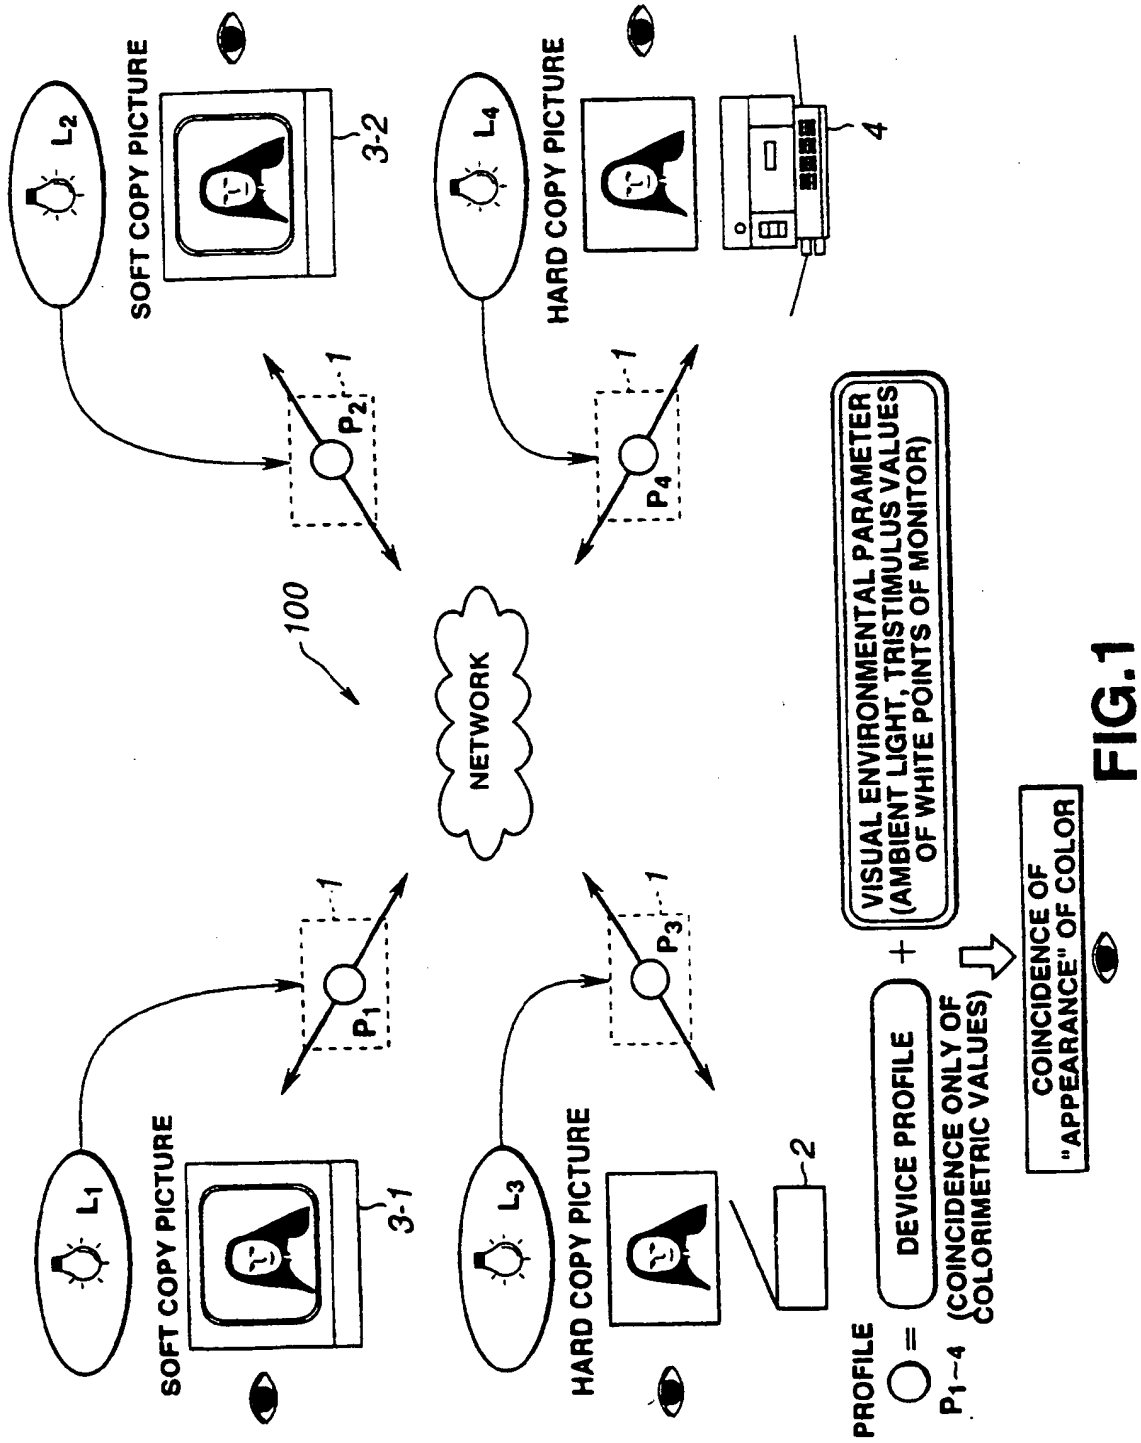 L1
SOFT COPY PICTURE
3-1
P1
1
100
L2
SOFT COPY PICTURE
3-2
P2
1
NETWORK
L3
HARD COPY PICTURE
2
P3
1
L4
HARD COPY PICTURE
4
P4
1
PROFILE
=
P1~4
DEVICE PROFILE
(COINCIDENCE ONLY OF
COLORIMETRIC VALUES)
+
VISUAL ENVIRONMENTAL PARAMETER
(AMBIENT LIGHT, TRISTIMULUS VALUES
OF WHITE POINTS OF MONITOR)
COINCIDENCE OF
"APPEARANCE" OF COLOR
FIG.1